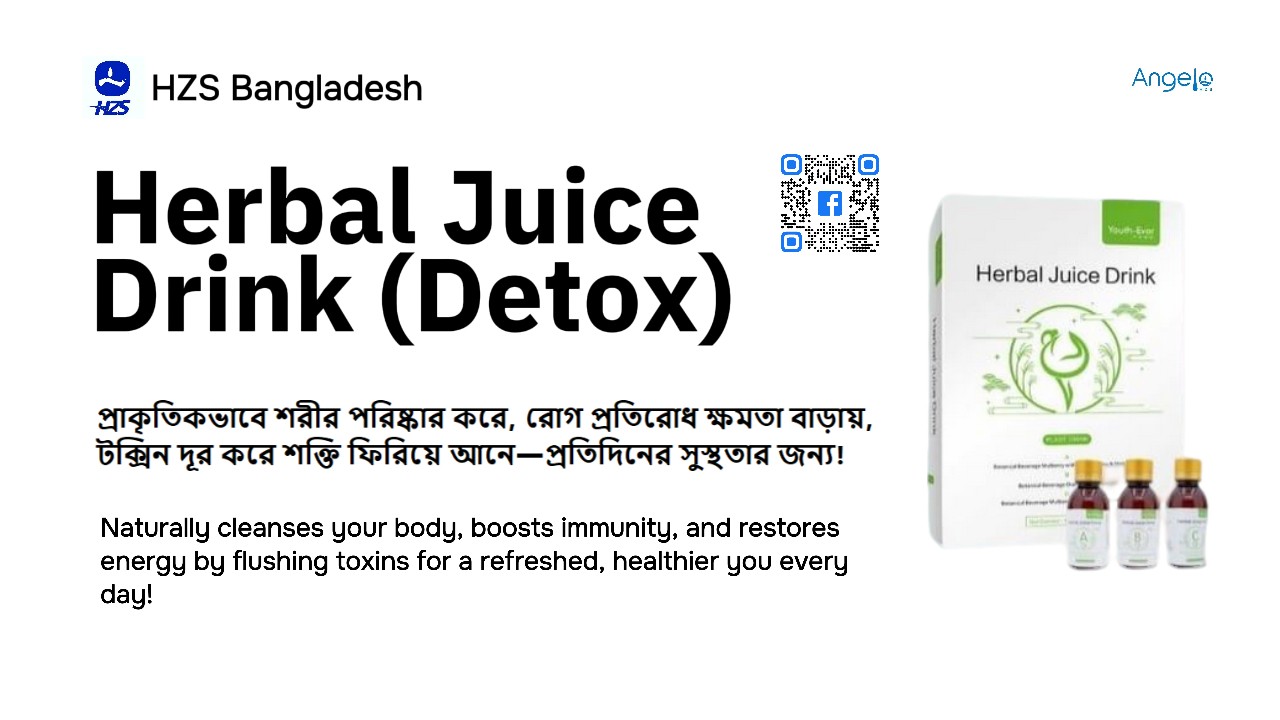 HZS Bangladesh
HZS
Angelo
Herbal Juice
Drink (Detox)
প্রাকৃতিকভাবে শরীর পরিষ্কার করে, রোগ প্রতিরোধ ক্ষমতা বাড়ায়,
টক্সিন দূর করে শক্তি ফিরিয়ে আনে—প্রতিদিনের সুস্থতার জন্য!
Naturally cleanses your body, boosts immunity, and restores
energy by flushing toxins for a refreshed, healthier you every
day!
Youth-Ever
Herbal Juice Drink
A
B
C